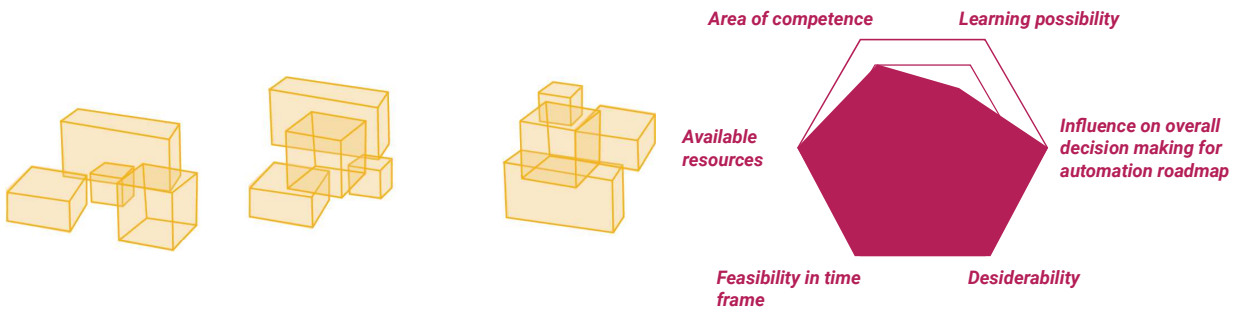 Area of competence
Learning possibility
Available
resources
Influence on overall
decision making for
automation roadmap
Feasibility in time
frame
Desiderability